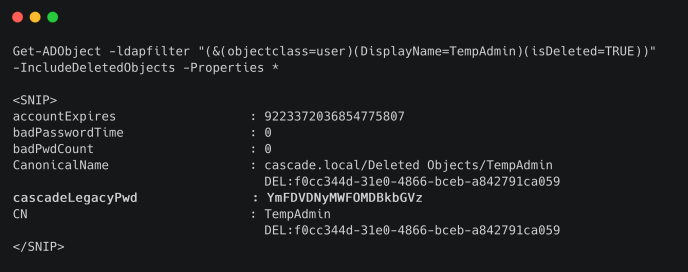 Get-ADObject -ldapfilter "(&(objectclass=user)(DisplayName=TempAdmin)(isDeleted=TRUE))"
-IncludeDeletedObjects -Properties *
<SNIP>
accountExpires : 9223372036854775807
badPasswordTime : 0
badPwdCount : 0
CanonicalName : cascade.local/Deleted Objects/TempAdmin
DEL:f0cc344d-31e0-4866-bceb-a842791ca059
cascadeLegacyPwd : YmFDVDNyMWFOMDBkbGVz
CN : TempAdmin
DEL:f0cc344d-31e0-4866-bceb-a842791ca059
</SNIP>